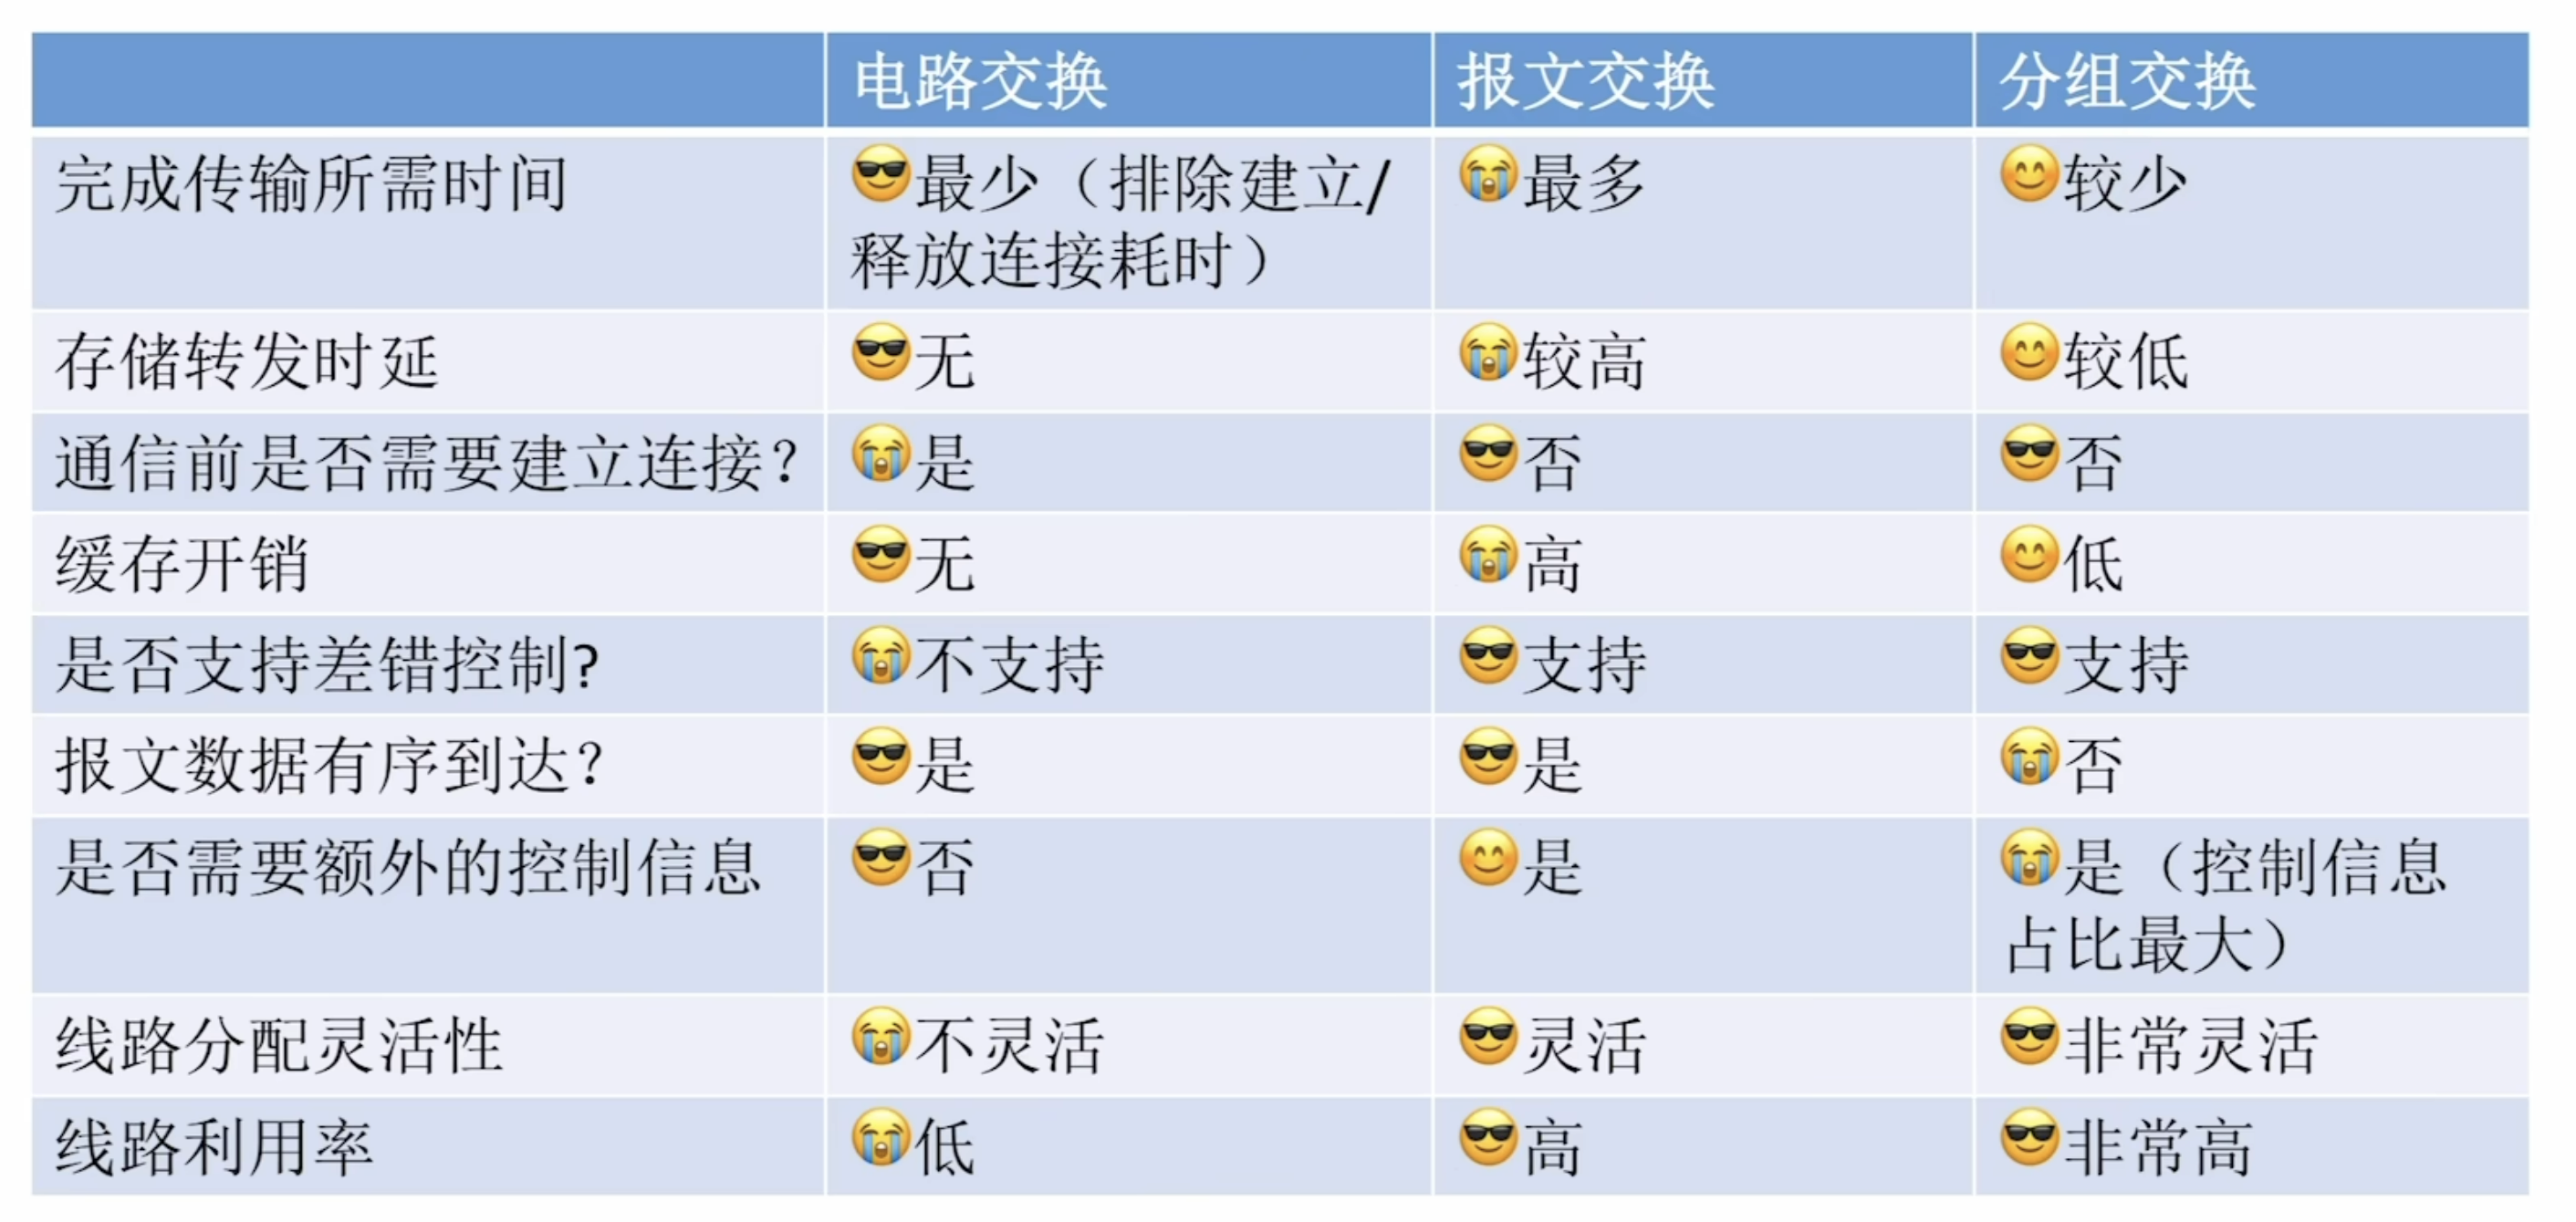 电路交换 报文交换 分组交换
完成传输所需时间 😎最少（排除建立/ 😭最多 😊较少
释放连接耗时）
存储转发时延 😎无 😭较高 😊较低
通信前是否需要建立连接？ 😭是 😎否 😎否
缓存开销 😎无 😭高 😊低
是否支持差错控制? 😭不支持 😎支持 😎支持
报文数据有序到达？ 😎是 😎是 😭否
是否需要额外的控制信息 😎否 😊是 😭是（控制信息
占比最大）
线路分配灵活性 😭不灵活 😎灵活 😎非常灵活
线路利用率 😭低 😎高 😎非常高